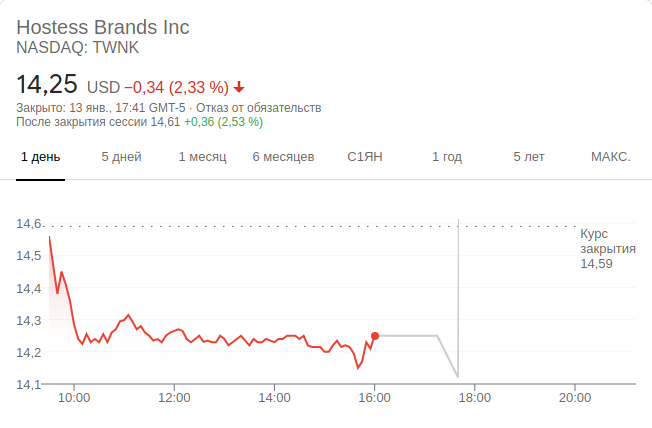 Hostess Brands Inc
NASDAQ: TWNK
14,25 USD −0,34 (2,33 %)
Закрыто: 13 янв., 17:41 GMT-5 · Отказ от обязательств
После закрытия сессии 14,61 +0,36 (2,53 %)
1 день 5 дней 1 месяц 6 месяцев С1ЯН 1 год 5 лет МАКС.
14,6
14,5
14,4
14,3
14,2
14,1
Курс
закрытия
14,59
10:00 12:00 14:00 16:00 18:00 20:00